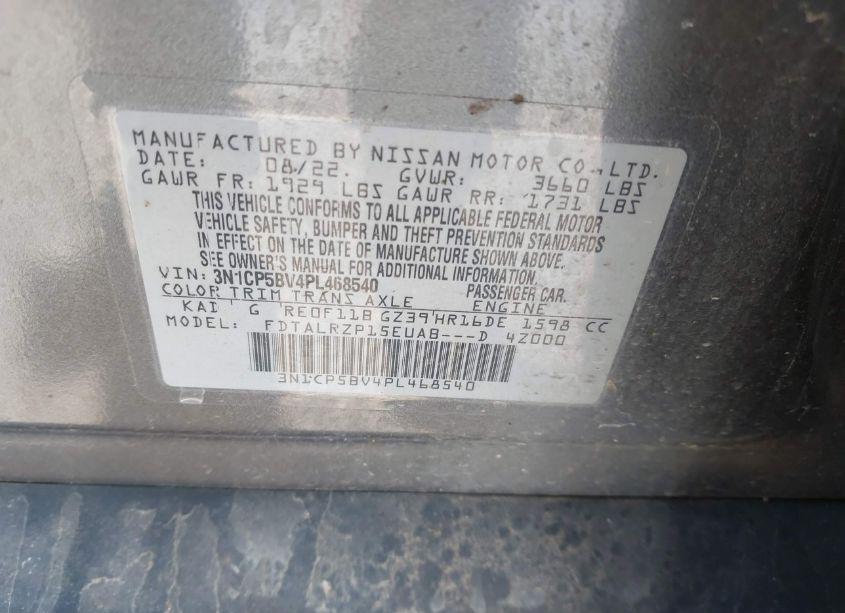 MANUFACTURED BY NISSAN MOTOR CO.,LTD.
DATE: 08/22. GVWR: 3660 LBS
GAWR FR: 1929 LBS GAWR RR: 1731 LBS
THIS VEHICLE CONFORMS TO ALL APPLICABLE FEDERAL MOTOR
VEHICLE SAFETY, BUMPER AND THEFT PREVENTION STANDARDS
IN EFFECT ON THE DATE OF MANUFACTURE SHOWN ABOVE.
SEE OWNER'S MANUAL FOR ADDITIONAL INFORMATION.
VIN: 3N1CP5BV4PL468540 PASSENGER CAR.
COLOR TRIM TRANS AXLE ENGINE
KAD G RE0F11B GZ39 HR16DE 1598 CC
MODEL: FDTALRZP15EUAB---D 4Z000
3N1CP5BV4PL468540